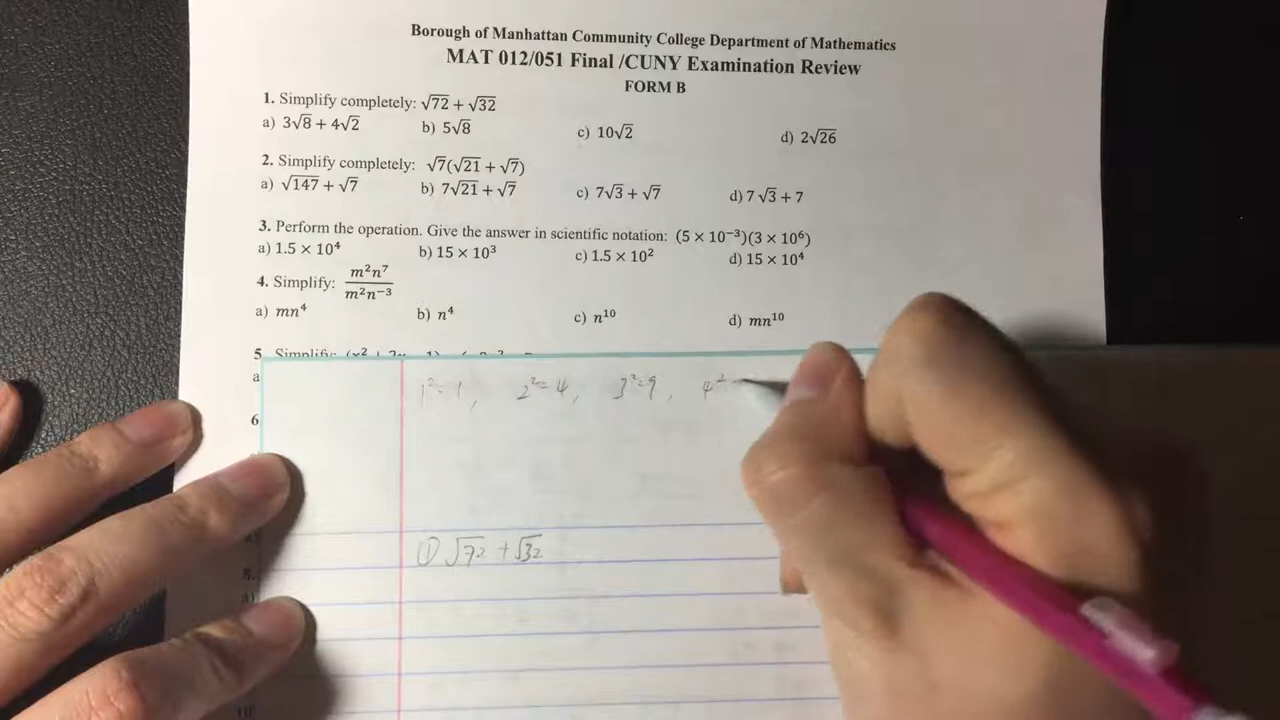 Borough of Manhattan Community College Department of Mathematics
MAT 012/051 Final /CUNY Examination Review
FORM B
1. Simplify completely: √72 + √32
a) 3√8 + 4√2 b) 5√8 c) 10√2 d) 2√26
2. Simplify completely: √7(√21 + √7)
a) √147 + √7 b) 7√21 + √7 c) 7√3 + √7 d) 7√3 + 7
3. Perform the operation. Give the answer in scientific notation: (5 × 10⁻³)(3 × 10⁶)
a) 1.5 × 10⁴ b) 15 × 10³ c) 1.5 × 10² d) 15 × 10⁴
4. Simplify: m²n⁷/m²n⁻³
a) mn⁴ b) n⁴ c) n¹⁰ d) mn¹⁰
5
a
1²=1, 2²=4, 3²=9, 4²
6
① √72 + √32
8.
10.